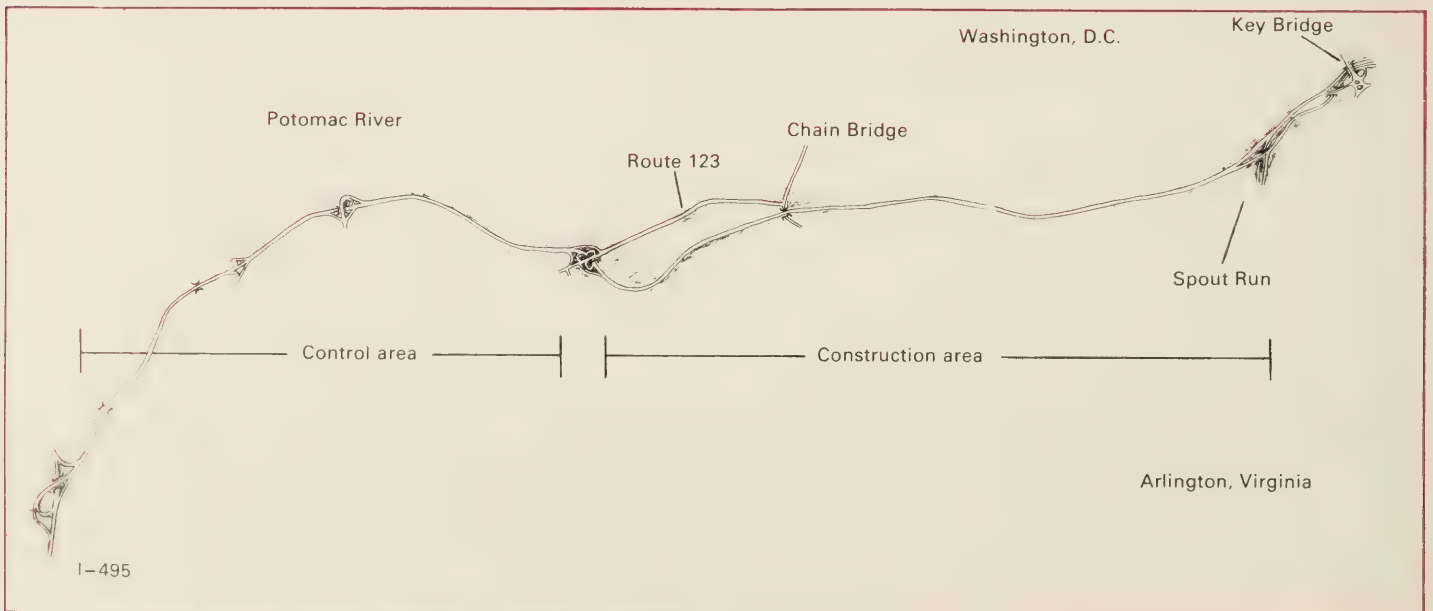 Washington, D.C.
Key Bridge
Potomac River
Chain Bridge
Route 123
Spout Run
Control area
Construction area
Arlington, Virginia
I-495